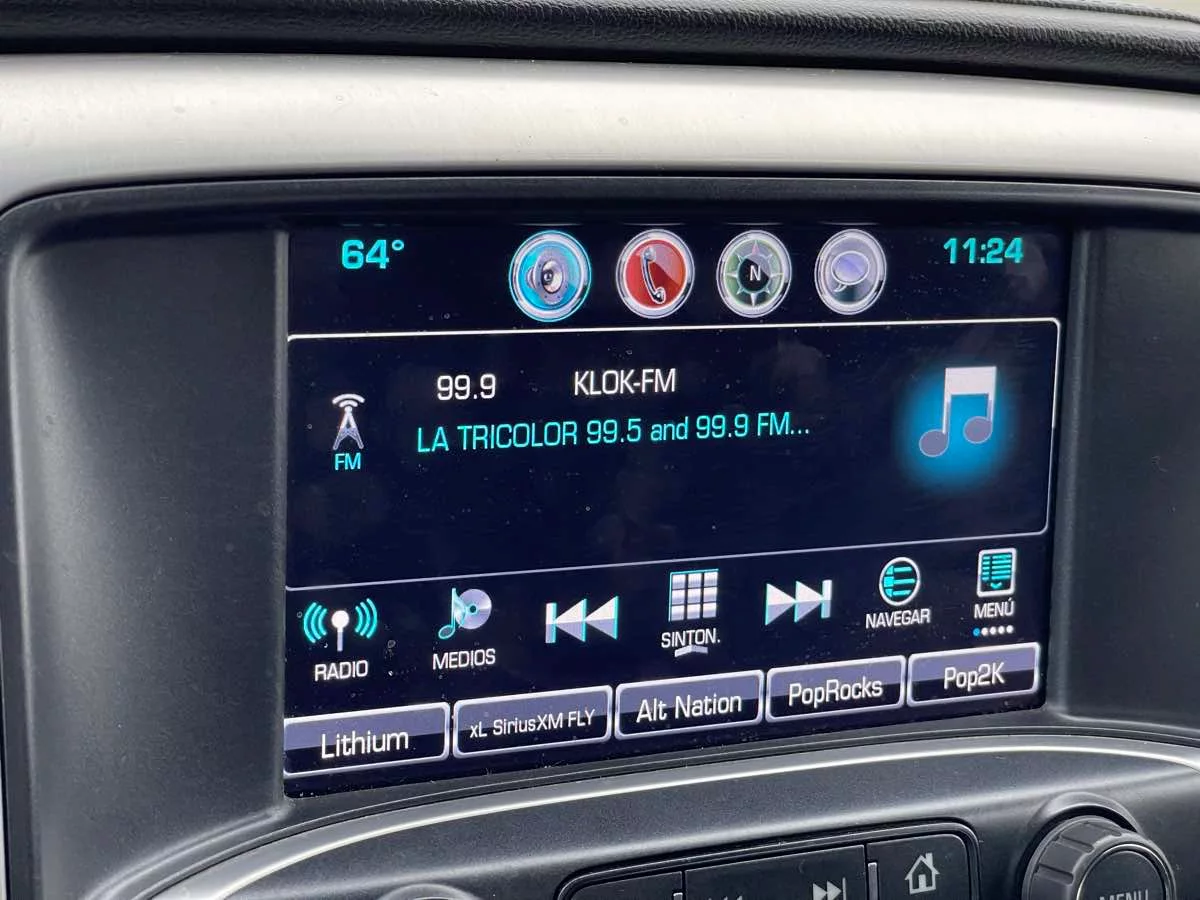 64°
N
11:24
99.9 KLOK-FM
FM
LA TRICOLOR 99.5 and 99.9 FM...
RADIO
MEDIOS
SINTON.
NAVEGAR
MENÚ
Lithium
xL SiriusXM FLY
Alt Nation
PopRocks
Pop2K
MENU